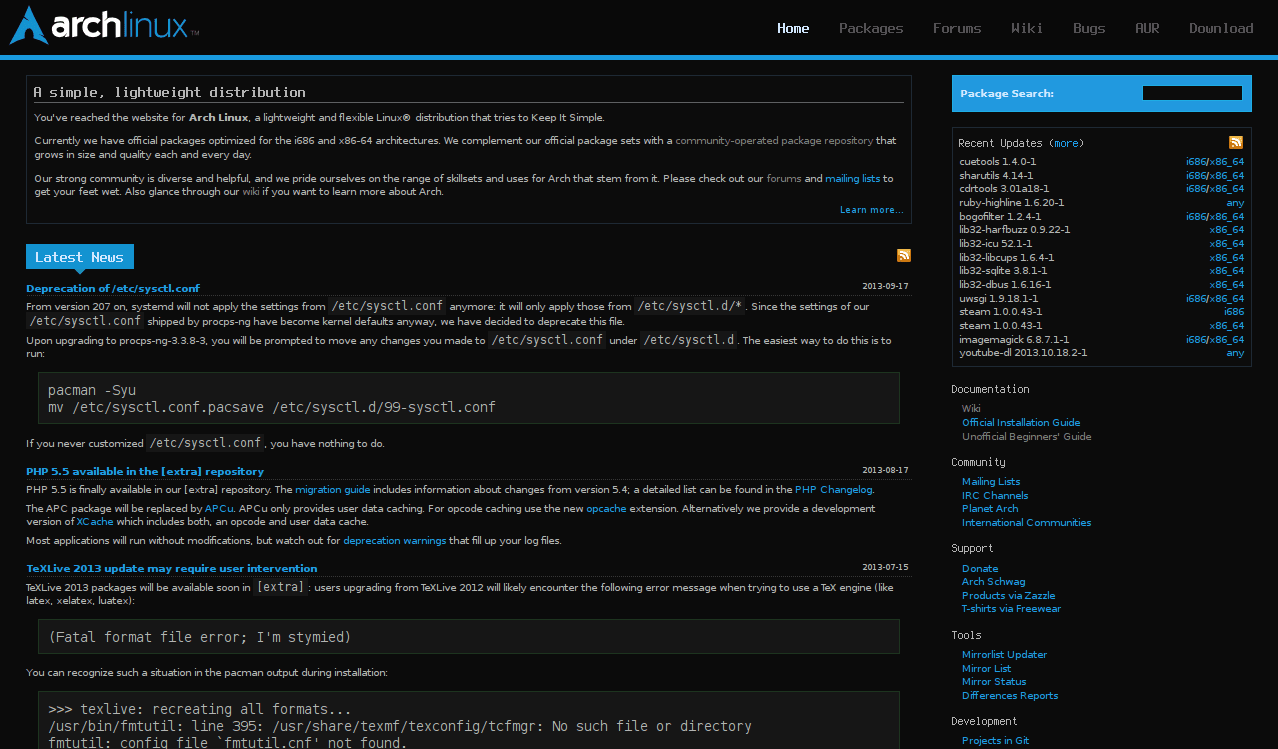 archlinux™
Home Packages Forums Wiki Bugs AUR Download
A simple, lightweight distribution
You've reached the website for Arch Linux, a lightweight and flexible Linux® distribution that tries to Keep It Simple.
Currently we have official packages optimized for the i686 and x86-64 architectures. We complement our official package sets with a community-operated package repository that
grows in size and quality each and every day.
Our strong community is diverse and helpful, and we pride ourselves on the range of skillsets and uses for Arch that stem from it. Please check out our forums and mailing lists to
get your feet wet. Also glance through our wiki if you want to learn more about Arch.
Learn more...
Latest News
Deprecation of /etc/sysctl.conf 2013-09-17
From version 207 on, systemd will not apply the settings from /etc/sysctl.conf anymore: it will only apply those from /etc/sysctl.d/*. Since the settings of our
/etc/sysctl.conf shipped by procps-ng have become kernel defaults anyway, we have decided to deprecate this file.
Upon upgrading to procps-ng-3.3.8-3, you will be prompted to move any changes you made to /etc/sysctl.conf under /etc/sysctl.d. The easiest way to do this is to
run:
pacman -Syu
mv /etc/sysctl.conf.pacsave /etc/sysctl.d/99-sysctl.conf
If you never customized /etc/sysctl.conf, you have nothing to do.
PHP 5.5 available in the [extra] repository 2013-08-17
PHP 5.5 is finally available in our [extra] repository. The migration guide includes information about changes from version 5.4; a detailed list can be found in the PHP Changelog.
The APC package will be replaced by APCu. APCu only provides user data caching. For opcode caching use the new opcache extension. Alternatively we provide a development
version of XCache which includes both, an opcode and user data cache.
Most applications will run without modifications, but watch out for deprecation warnings that fill up your log files.
TeXLive 2013 update may require user intervention 2013-07-15
TeXLive 2013 packages will be available soon in [extra] : users upgrading from TeXLive 2012 will likely encounter the following error message when trying to use a TeX engine (like
latex, xelatex, luatex):
(Fatal format file error; I'm stymied)
You can recognize such a situation in the pacman output during installation:
>>> texlive: recreating all formats...
/usr/bin/fmtutil: line 395: /usr/share/texmf/texconfig/tcfmgr: No such file or directory
fmtutil: config file `fmtutil.cnf' not found.
Package Search:
Recent Updates (more)
cuetools 1.4.0-1 i686/x86_64
sharutils 4.14-1 i686/x86_64
cdrtools 3.01a18-1 i686/x86_64
ruby-highline 1.6.20-1 any
bogofilter 1.2.4-1 i686/x86_64
lib32-harfbuzz 0.9.22-1 x86_64
lib32-icu 52.1-1 x86_64
lib32-libcups 1.6.4-1 x86_64
lib32-sqlite 3.8.1-1 x86_64
lib32-dbus 1.6.16-1 x86_64
uwsgi 1.9.18.1-1 i686/x86_64
steam 1.0.0.43-1 i686
steam 1.0.0.43-1 x86_64
imagemagick 6.8.7.1-1 i686/x86_64
youtube-dl 2013.10.18.2-1 any
Documentation
Wiki
Official Installation Guide
Unofficial Beginners' Guide
Community
Mailing Lists
IRC Channels
Planet Arch
International Communities
Support
Donate
Arch Schwag
Products via Zazzle
T-shirts via Freewear
Tools
Mirrorlist Updater
Mirror List
Mirror Status
Differences Reports
Development
Projects in Git